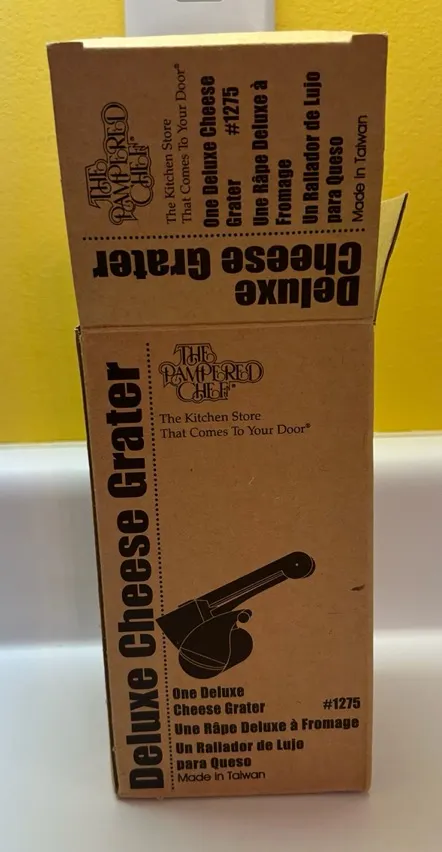 THE
PAMPERED
CHEF®
The Kitchen Store
That Comes To Your Door®
One Deluxe Cheese
Grater #1275
Une Râpe Deluxe à
Fromage
Un Rallador de Lujo
para Queso
Made In Taiwan
Deluxe
Cheese Grater
Deluxe Cheese Grater
THE
PAMPERED
CHEF®
The Kitchen Store
That Comes To Your Door®
One Deluxe
Cheese Grater #1275
Une Râpe Deluxe à Fromage
Un Rallador de Lujo
para Queso
Made In Taiwan